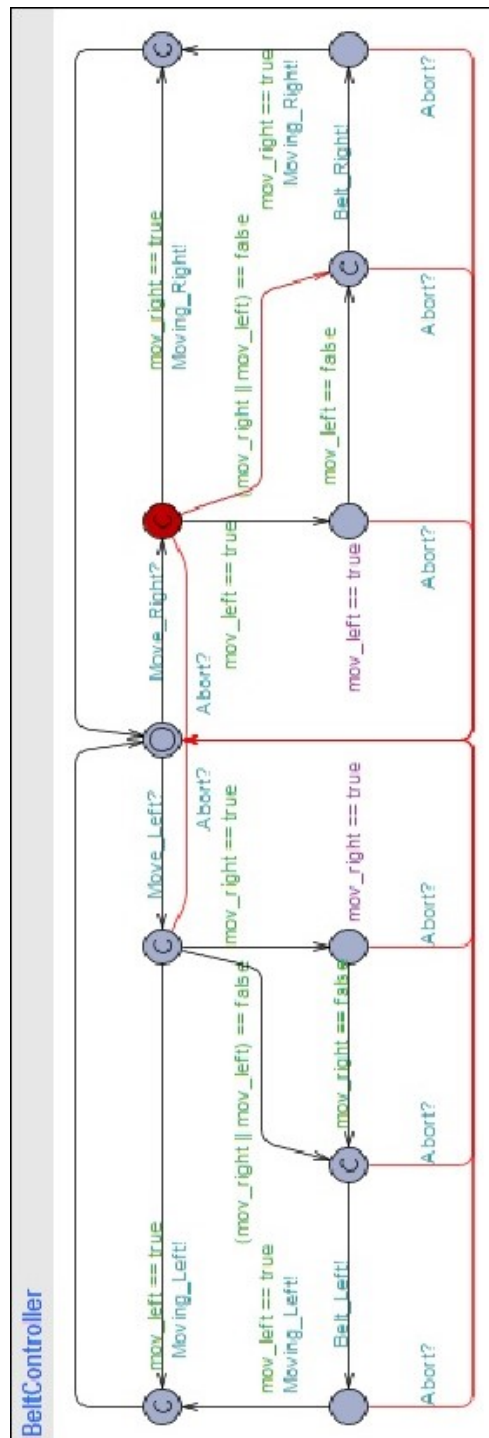 BeltController
mov_left == true
Moving_Left!
Move_Left?
Move_Right?
mov_right == true
Moving_Right!
Abort?
Abort?
mov_right == true
mov_left == true
(mov_right || mov_left) == false
(mov_right || mov_left) == false
mov_left == true
Moving_Left!
mov_right == true
Moving_Right!
Belt_Left!
mov_right == false
mov_left == false
Belt_Right!
mov_right == true
mov_left == true
Abort?
Abort?
Abort?
Abort?
Abort?
Abort?
C
C
C
C
C
C